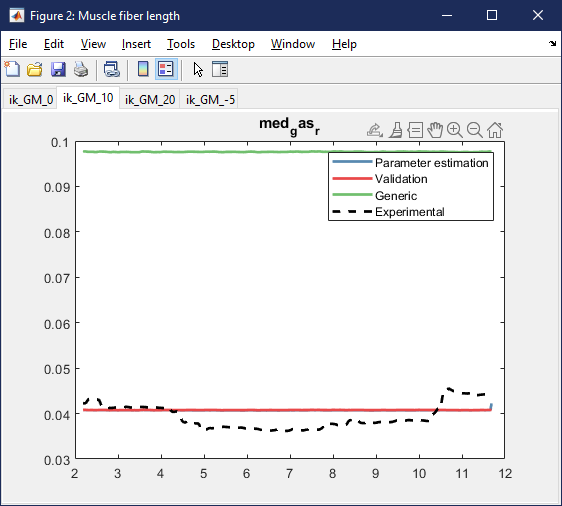 Figure 2: Muscle fiber length
File Edit View Insert Tools Desktop Window Help
ik_GM_0 ik_GM_10 ik_GM_20 ik_GM_-5
med_gas_r
0.1
Parameter estimation
Validation
Generic
Experimental
0.09
0.08
0.07
0.06
0.05
0.04
0.03
2 3 4 5 6 7 8 9 10 11 12